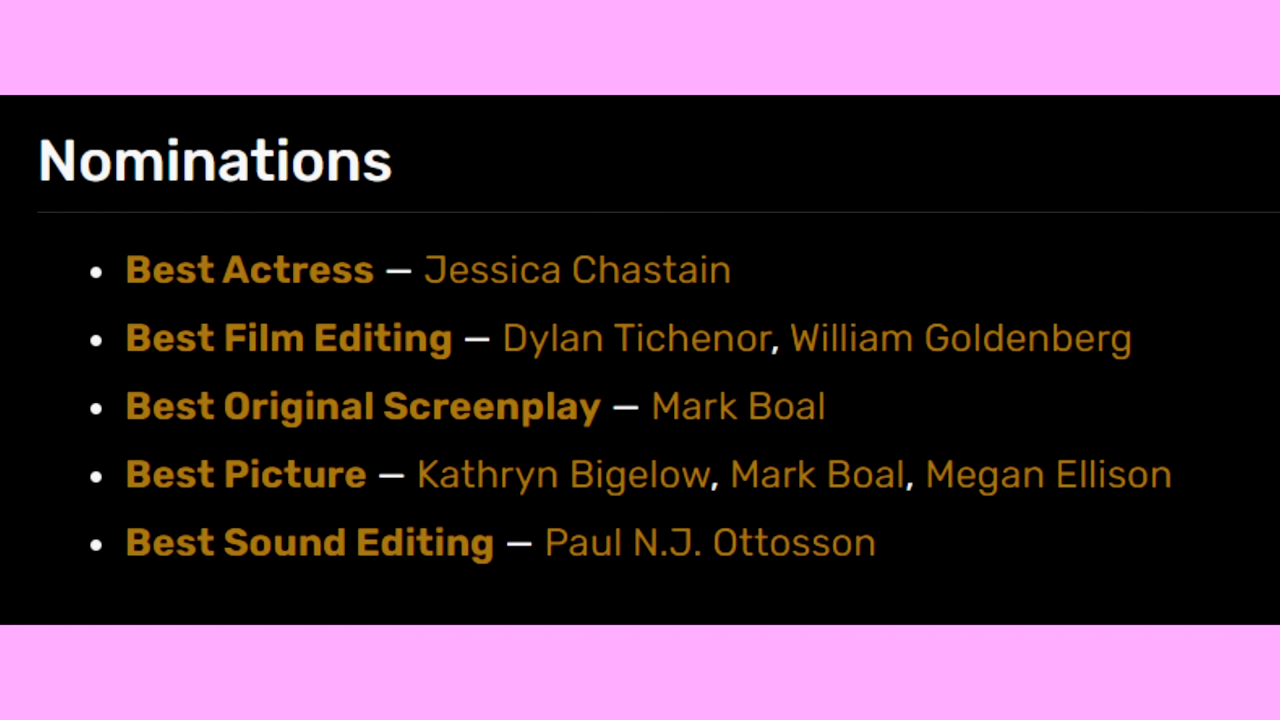 Nominations
Best Actress — Jessica Chastain
Best Film Editing — Dylan Tichenor, William Goldenberg
Best Original Screenplay — Mark Boal
Best Picture — Kathryn Bigelow, Mark Boal, Megan Ellison
Best Sound Editing — Paul N.J. Ottosson